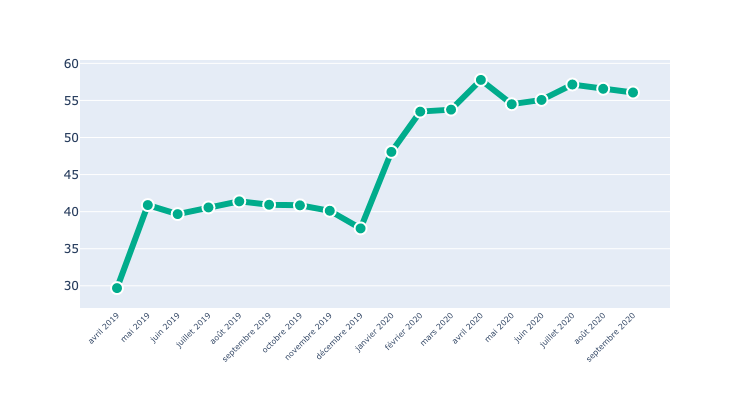 60
55
50
45
40
35
30
avril 2019
mai 2019
juin 2019
juillet 2019
août 2019
septembre 2019
octobre 2019
novembre 2019
décembre 2019
janvier 2020
février 2020
mars 2020
avril 2020
mai 2020
juin 2020
juillet 2020
août 2020
septembre 2020